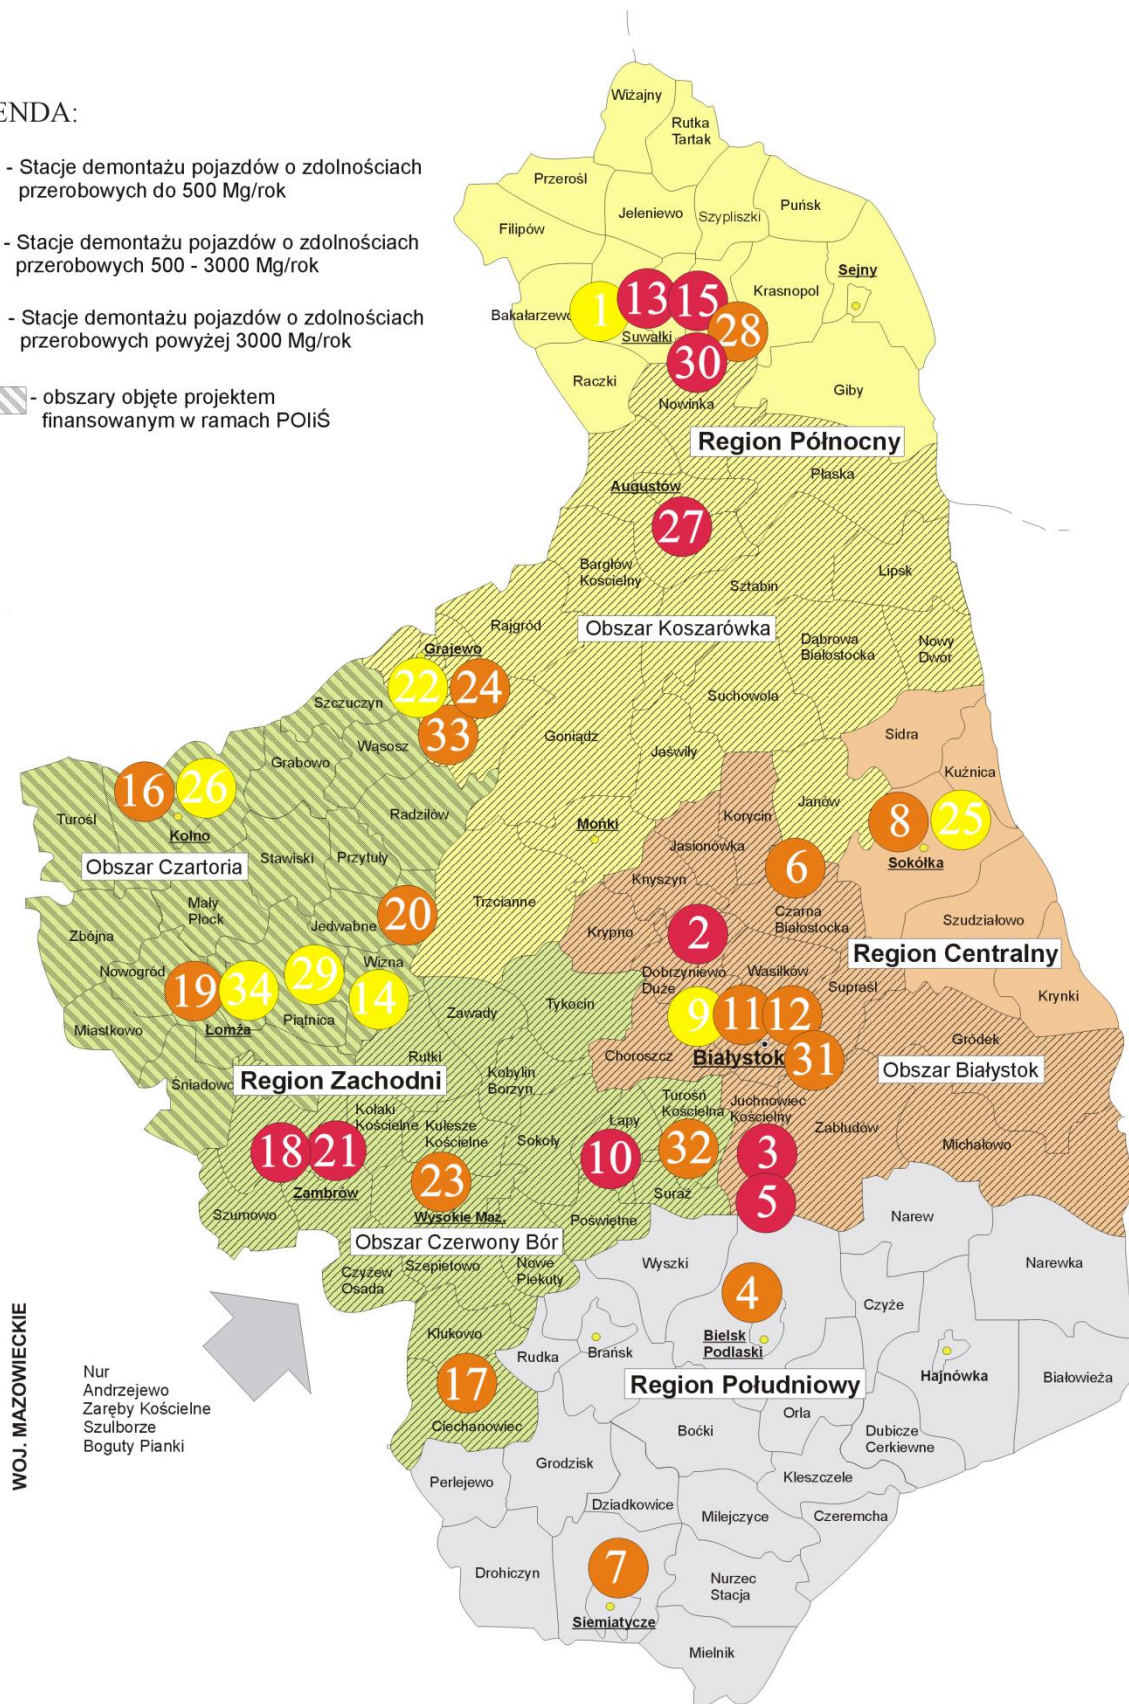 ENDA:
- Stacje demontażu pojazdów o zdolnościach
przerobowych do 500 Mg/rok
- Stacje demontażu pojazdów o zdolnościach
przerobowych 500 - 3000 Mg/rok
- Stacje demontażu pojazdów o zdolnościach
przerobowych powyżej 3000 Mg/rok
- obszary objęte projektem
finansowanym w ramach POIiŚ
Wiżajny
Rutka
Tartak
Przerośl
Jeleniewo
Szypliszki
Puńsk
Filipów
Sejny
Krasnopol
Bakałarzewo
1
13
15
28
Suwałki
30
Raczki
Giby
Nowinka
Region Północny
Płaska
Augustów
27
Bargłów
Kościelny
Lipsk
Sztabin
Rajgród
Obszar Koszarówka
Dąbrowa
Białostocka
Nowy
Dwór
Grajewo
22
24
Szczuczyn
Suchowola
33
Wąsosz
Goniądz
Jaświły
Sidra
Grabowo
Kuźnica
16
26
Turośl
Radziłów
Janów
Korycin
8
25
Kolno
Mońki
Jasionówka
Sokółka
Obszar Czartoria
Stawiski
Przytuły
6
Knyszyn
Mały
Płock
Trzcianne
20
Jedwabne
Czarna
Białostocka
Szudziałowo
Zbójna
Krypno
2
Region Centralny
Nowogród
Wizna
Dobrzyniewo
Duże
Wasilków
Supraśl
Krynki
19
34
29
14
Tykocin
Zawady
9
11
12
Miastkowo
Łomża
Piątnica
Gródek
Choroszcz
Białystok
31
Rutki
Obszar Białystok
Śniadowo
Region Zachodni
Kobylin
Borzyn
Turośń
Kościelna
Juchnowiec
Kościelny
Kołaki
Kościelne
Kulesze
Kościelne
Łapy
Zabłudów
Sokoły
Michałowo
18
21
10
32
3
23
Zambrów
Suraż
5
Szumowo
Wysokie Maz.
Poświętne
Narew
Obszar Czerwony Bór
Wyszki
Narewka
Czyżew
Osada
Szepietowo
Nowe
Piekuty
4
Czyże
Klukowo
Bielsk
Podlaski
Rudka
Brańsk
Hajnówka
Białowieża
17
Region Południowy
Ciechanowiec
Orla
Boćki
Dubicze
Cerkiewne
WOJ. MAZOWIECKIE
Nur
Andrzejewo
Zaręby Kościelne
Szulborze
Boguty Pianki
Grodzisk
Perlejewo
Kleszczele
Dziadkowice
Milejczyce
Czeremcha
Drohiczyn
7
Nurzec
Stacja
Siemiatycze
Mielnik